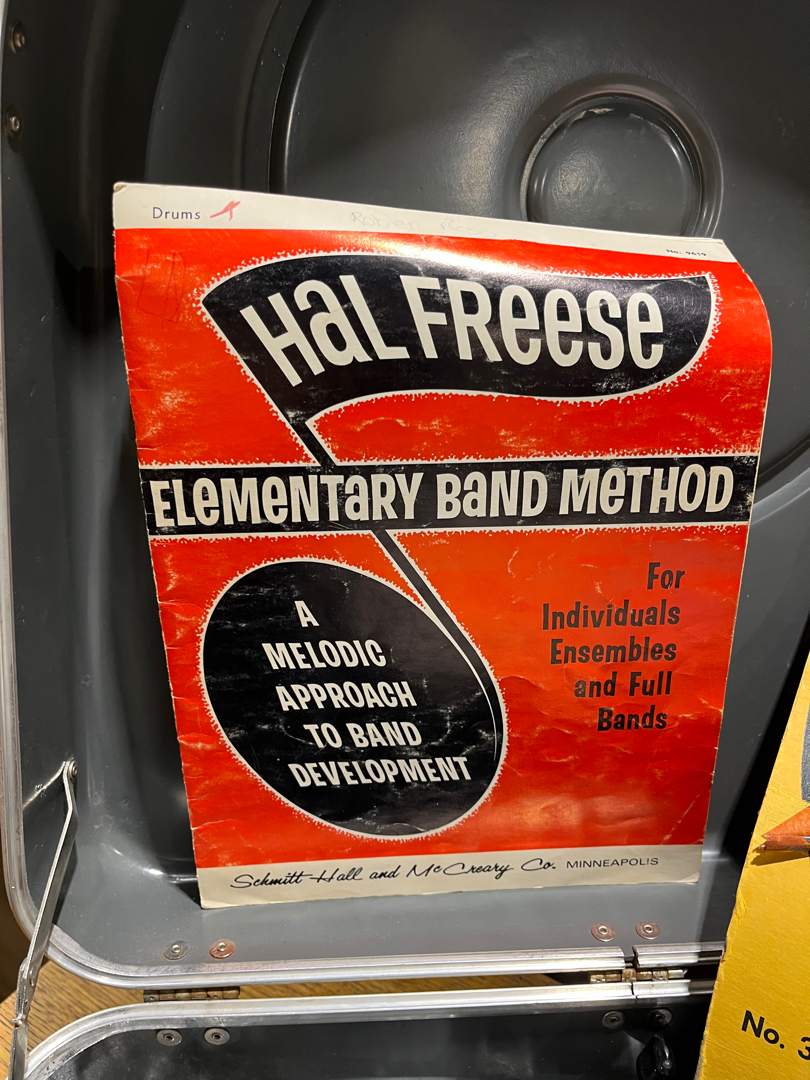 Drums
No. 9619
Hal Freese
ELEMENTARY BAND METHOD
A
MELODIC
APPROACH
TO BAND
DEVELOPMENT
For
Individuals
Ensembles
and Full
Bands
Schmitt-Hall and McCreary Co. MINNEAPOLIS
No. 3